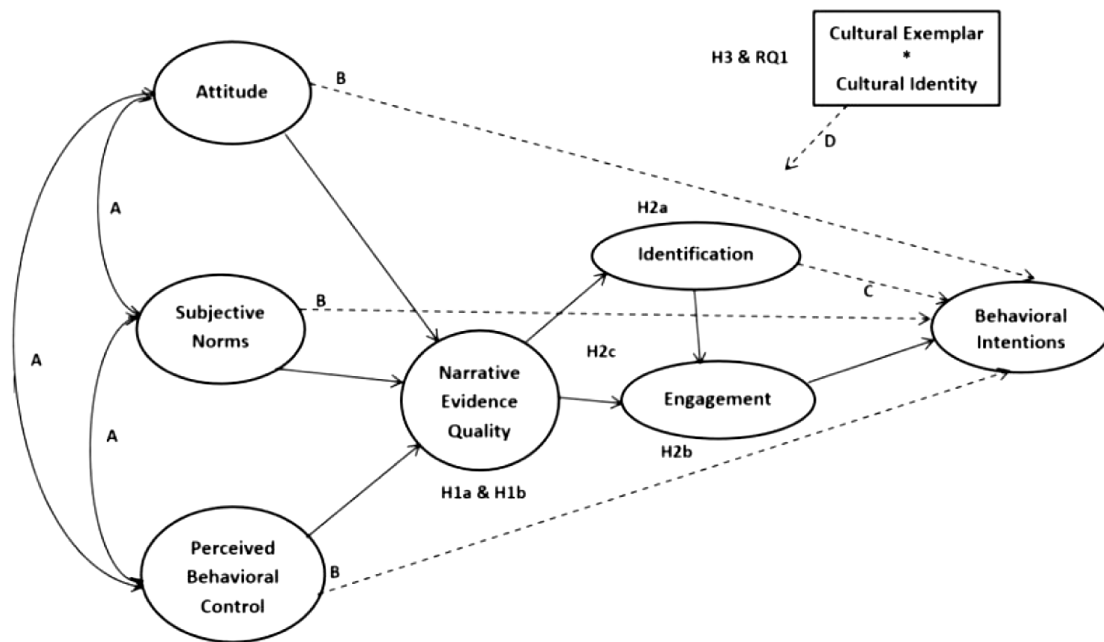 Cultural Exemplar
*
Cultural Identity
H3 & RQ1
D
Attitude
B
A
H2a
Identification
C
Subjective
Norms
B
Behavioral
Intentions
H2c
A
Narrative
Evidence
Quality
Engagement
H2b
A
H1a & H1b
Perceived
Behavioral
Control
B